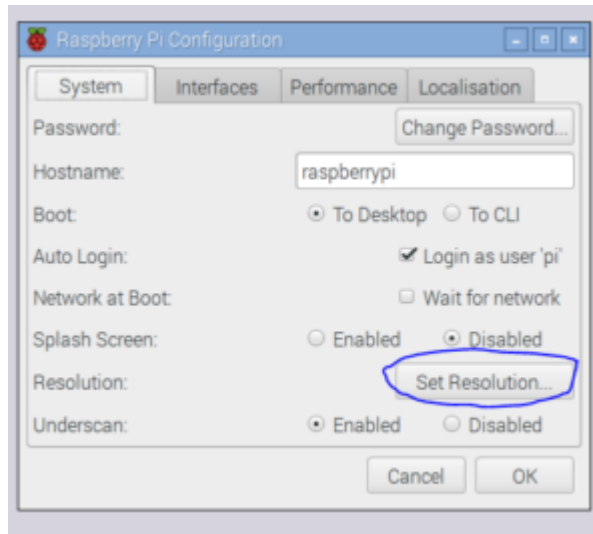 Raspberry Pi Configuration
System Interfaces Performance Localisation
Password: Change Password...
Hostname: raspberrypi
Boot: To Desktop To CLI
Auto Login: Login as user 'pi'
Network at Boot: Wait for network
Splash Screen: Enabled Disabled
Resolution: Set Resolution...
Underscan: Enabled Disabled
Cancel OK